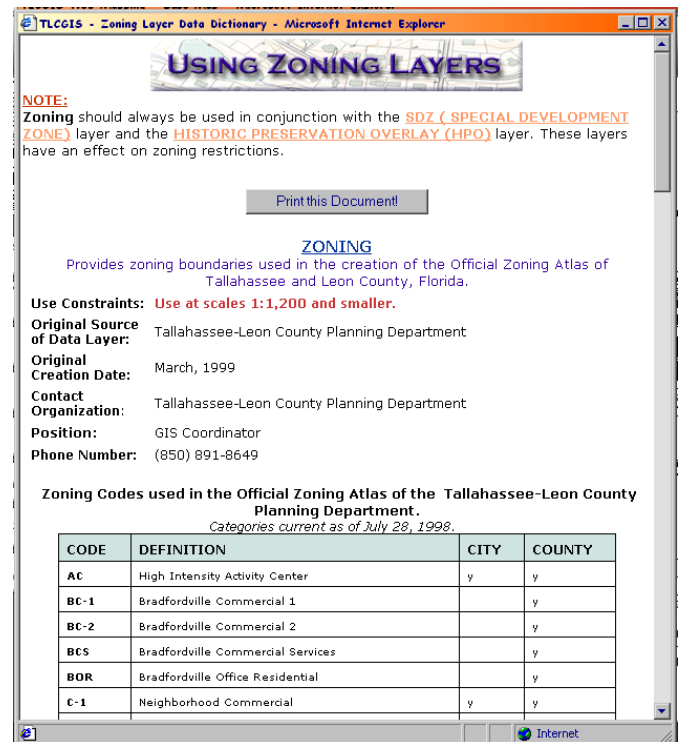 TLCGIS - Zoning Layer Data Dictionary - Microsoft Internet Explorer
USING ZONING LAYERS
NOTE:
Zoning should always be used in conjunction with the SDZ ( SPECIAL DEVELOPMENT
ZONE) layer and the HISTORIC PRESERVATION OVERLAY (HPO) layer. These layers
have an effect on zoning restrictions.
Print this Document!
ZONING
Provides zoning boundaries used in the creation of the Official Zoning Atlas of
Tallahassee and Leon County, Florida.
Use Constraints: Use at scales 1:1,200 and smaller.
Original Source
of Data Layer: Tallahassee-Leon County Planning Department
Original
Creation Date: March, 1999
Contact
Organization: Tallahassee-Leon County Planning Department
Position: GIS Coordinator
Phone Number: (850) 891-8649
Zoning Codes used in the Official Zoning Atlas of the Tallahassee-Leon County
Planning Department.
Categories current as of July 28, 1998.
CODE DEFINITION CITY COUNTY
AC High Intensity Activity Center y y
BC-1 Bradfordville Commercial 1 y
BC-2 Bradfordville Commercial 2 y
BCS Bradfordville Commercial Services y
BOR Bradfordville Office Residential y
C-1 Neighborhood Commercial y y
Internet